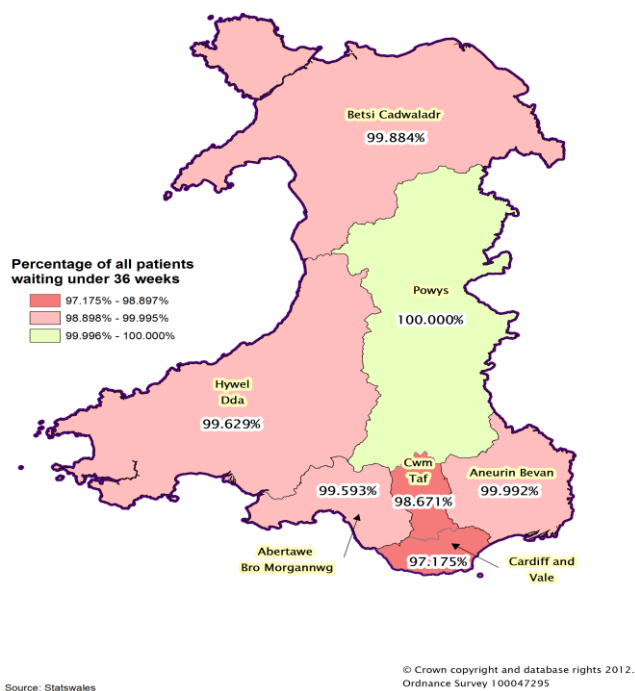 Betsi Cadwaladr
99.884%
Percentage of all patients
waiting under 36 weeks
97.175% - 98.897%
98.898% - 99.995%
99.996% - 100.000%
Powys
100.000%
Hywel
Dda
99.629%
Cwm
Taf
98.671%
Aneurin Bevan
99.992%
99.593%
Abertawe
Bro Morgannwg
97.175%
Cardiff and
Vale
© Crown copyright and database rights 2012.
Ordnance Survey 100047295
Source: Statswales